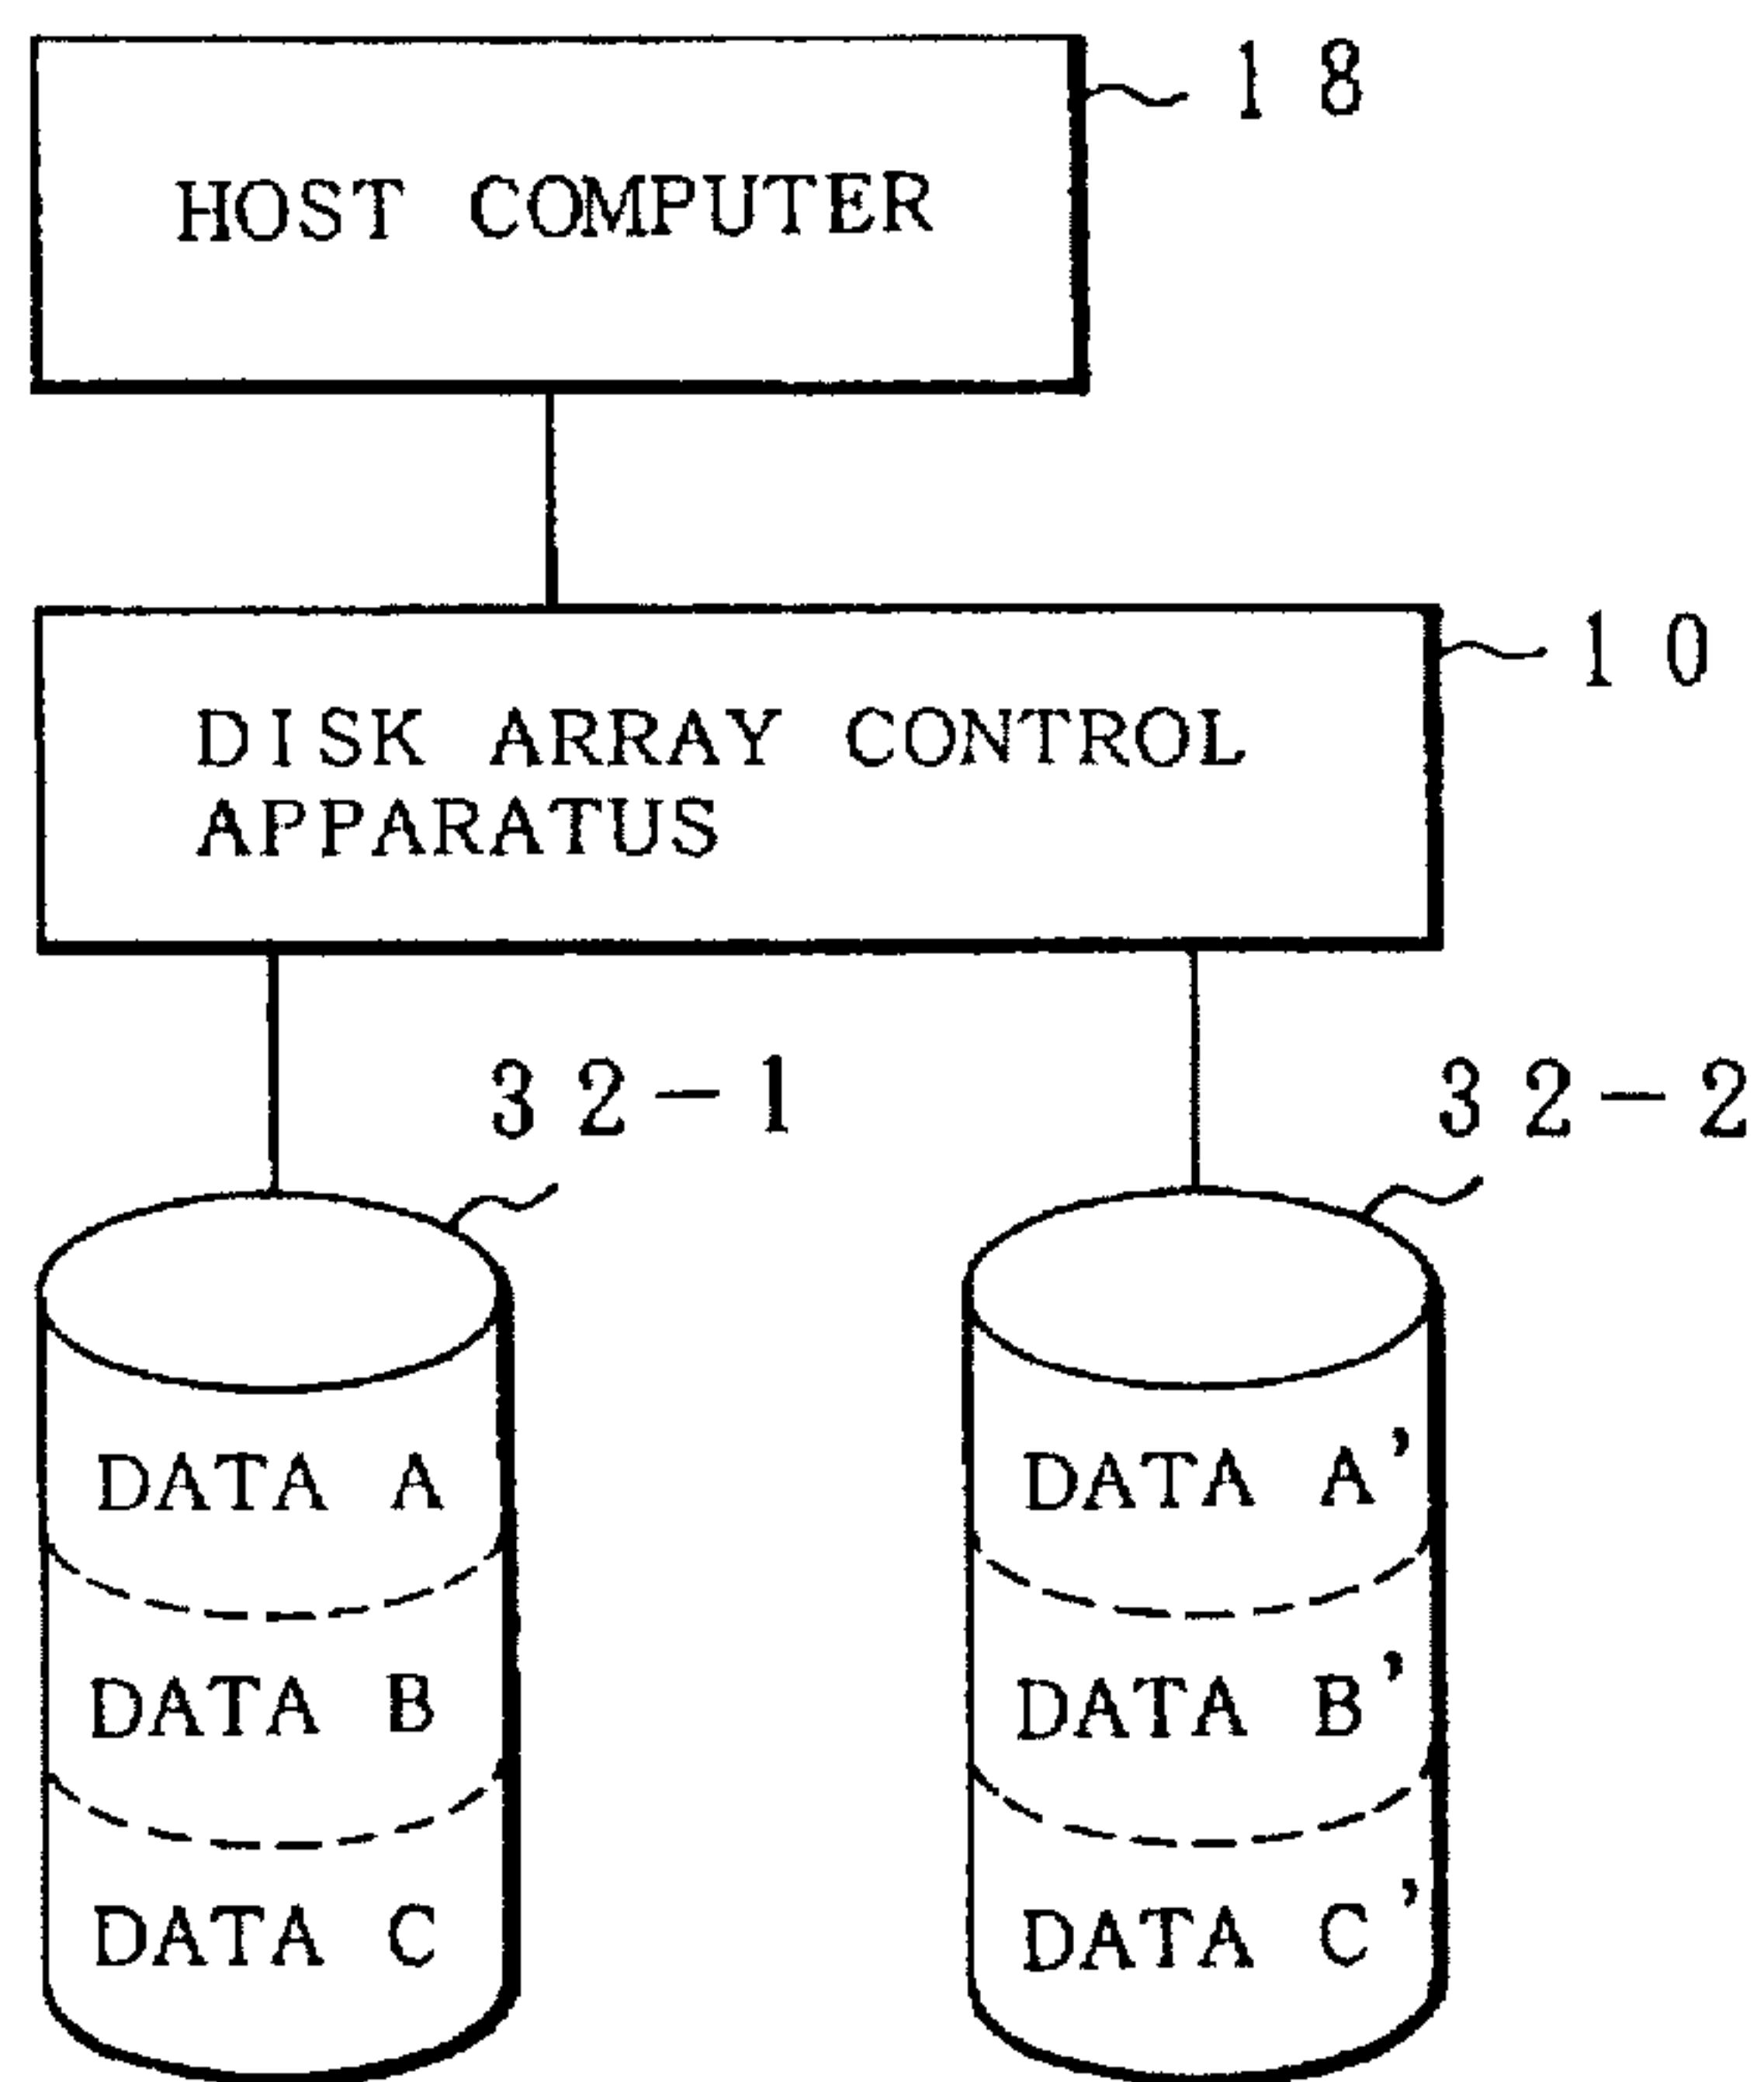 HOST COMPUTER
18
DISK ARRAY CONTROL
APPARATUS
10
32-1
32-2
DATA A
DATA A'
DATA B
DATA B'
DATA C
DATA C'